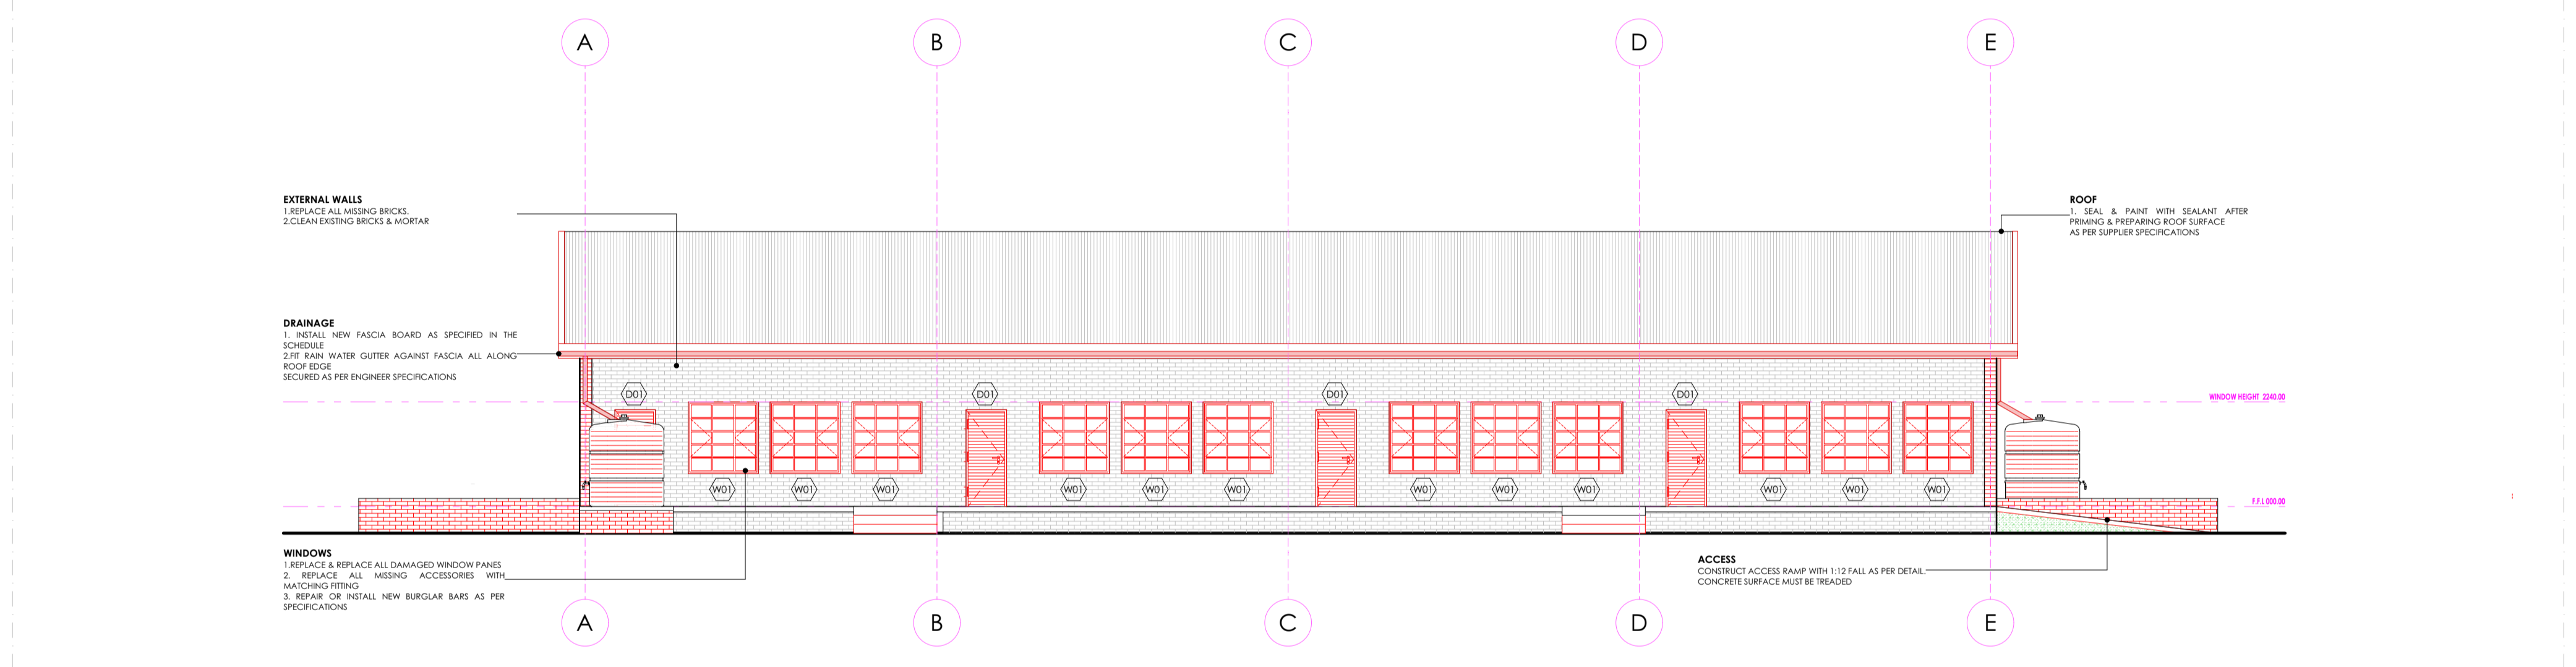 A B C D E
EXTERNAL WALLS
1.REPLACE ALL MISSING BRICKS.
2.CLEAN EXISTING BRICKS & MORTAR
ROOF
1. SEAL & PAINT WITH SEALANT AFTER
PRIMING & PREPARING ROOF SURFACE
AS PER SUPPLIER SPECIFICATIONS
DRAINAGE
1. INSTALL NEW FASCIA BOARD AS SPECIFIED IN THE
SCHEDULE
2.FIT RAIN WATER GUTTER AGAINST FASCIA ALL ALONG
ROOF EDGE
SECURED AS PER ENGINEER SPECIFICATIONS
D01 D01 D01 D01
WINDOW HEIGHT 2240.00
W01 W01 W01 W01 W01 W01 W01 W01 W01 W01 W01 W01
F.F.L 000.00
WINDOWS
1.REPLACE & REPLACE ALL DAMAGED WINDOW PANES
2. REPLACE ALL MISSING ACCESSORIES WITH
MATCHING FITTING
3. REPAIR OR INSTALL NEW BURGLAR BARS AS PER
SPECIFICATIONS
ACCESS
CONSTRUCT ACCESS RAMP WITH 1:12 FALL AS PER DETAIL.
CONCRETE SURFACE MUST BE TREADED
A B C D E